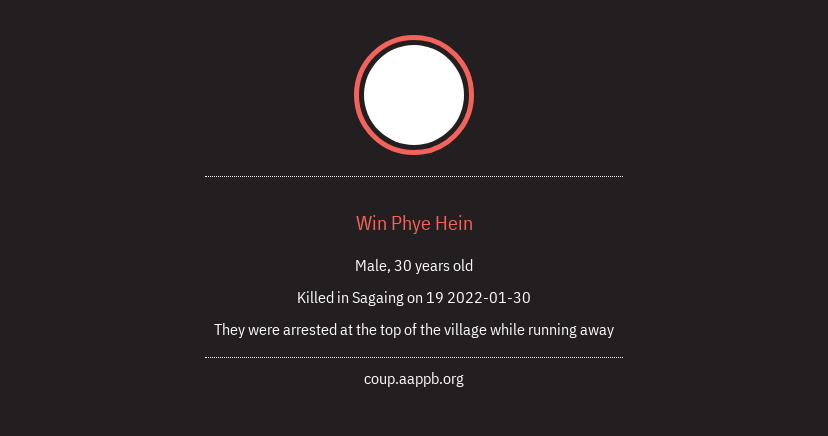 Win Phye Hein
Male, 30 years old
Killed in Sagaing on 19 2022-01-30
They were arrested at the top of the village while running away
coup.aappb.org